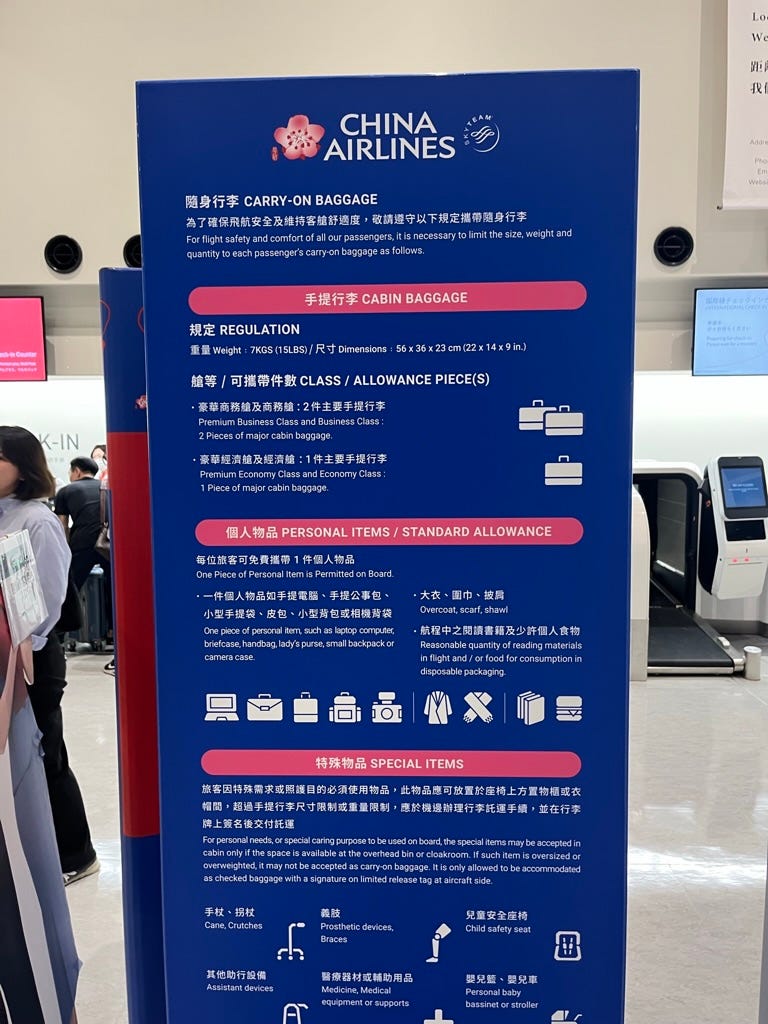 CHINA
AIRLINES
SKYTEAM
隨身行李 CARRY-ON BAGGAGE
為了確保飛航安全及維持客艙舒適度，敬請遵守以下規定攜帶隨身行李
For flight safety and comfort of all our passengers, it is necessary to limit the size, weight and
quantity to each passenger's carry-on baggage as follows.
手提行李 CABIN BAGGAGE
規定 REGULATION
重量 Weight：7KGS (15LBS) / 尺寸 Dimensions：56 x 36 x 23 cm (22 x 14 x 9 in.)
艙等 / 可攜帶件數 CLASS / ALLOWANCE PIECE(S)
・豪華商務艙及商務艙：2 件主要手提行李
Premium Business Class and Business Class :
2 Pieces of major cabin baggage.
・豪華經濟艙及經濟艙：1 件主要手提行李
Premium Economy Class and Economy Class :
1 Piece of major cabin baggage.
個人物品 PERSONAL ITEMS / STANDARD ALLOWANCE
每位旅客可免費攜帶 1 件個人物品
One Piece of Personal Item is Permitted on Board.
・一件個人物品如手提電腦、手提公事包、
小型手提袋、皮包、小型背包或相機背袋
One piece of personal item, such as laptop computer,
briefcase, handbag, lady's purse, small backpack or
camera case.
・大衣、圍巾、披肩
Overcoat, scarf, shawl
・航程中之閱讀書籍及少許個人食物
Reasonable quantity of reading materials
in flight and / or food for consumption in
disposable packaging.
特殊物品 SPECIAL ITEMS
旅客因特殊需求或照護目的必須使用物品，此物品應可放置於座椅上方置物櫃或衣
帽間，超過手提行李尺寸限制或重量限制，應於機邊辦理行李託運手續，並在行李
牌上簽名後交付託運
For personal needs, or special caring purpose to be used on board, the special items may be accepted in
cabin only if the space is available at the overhead bin or cloakroom. If such item is oversized or
overweighted, it may not be accepted as carry-on baggage. It is only allowed to be accommodated
as checked baggage with a signature on limited release tag at aircraft side.
手杖、拐杖
Cane, Crutches
義肢
Prosthetic devices,
Braces
兒童安全座椅
Child safety seat
其他助行設備
Assistant devices
醫療器材或輔助用品
Medicine, Medical
equipment or supports
嬰兒籃、嬰兒車
Personal baby
bassinet or stroller
K-IN
Lo
We